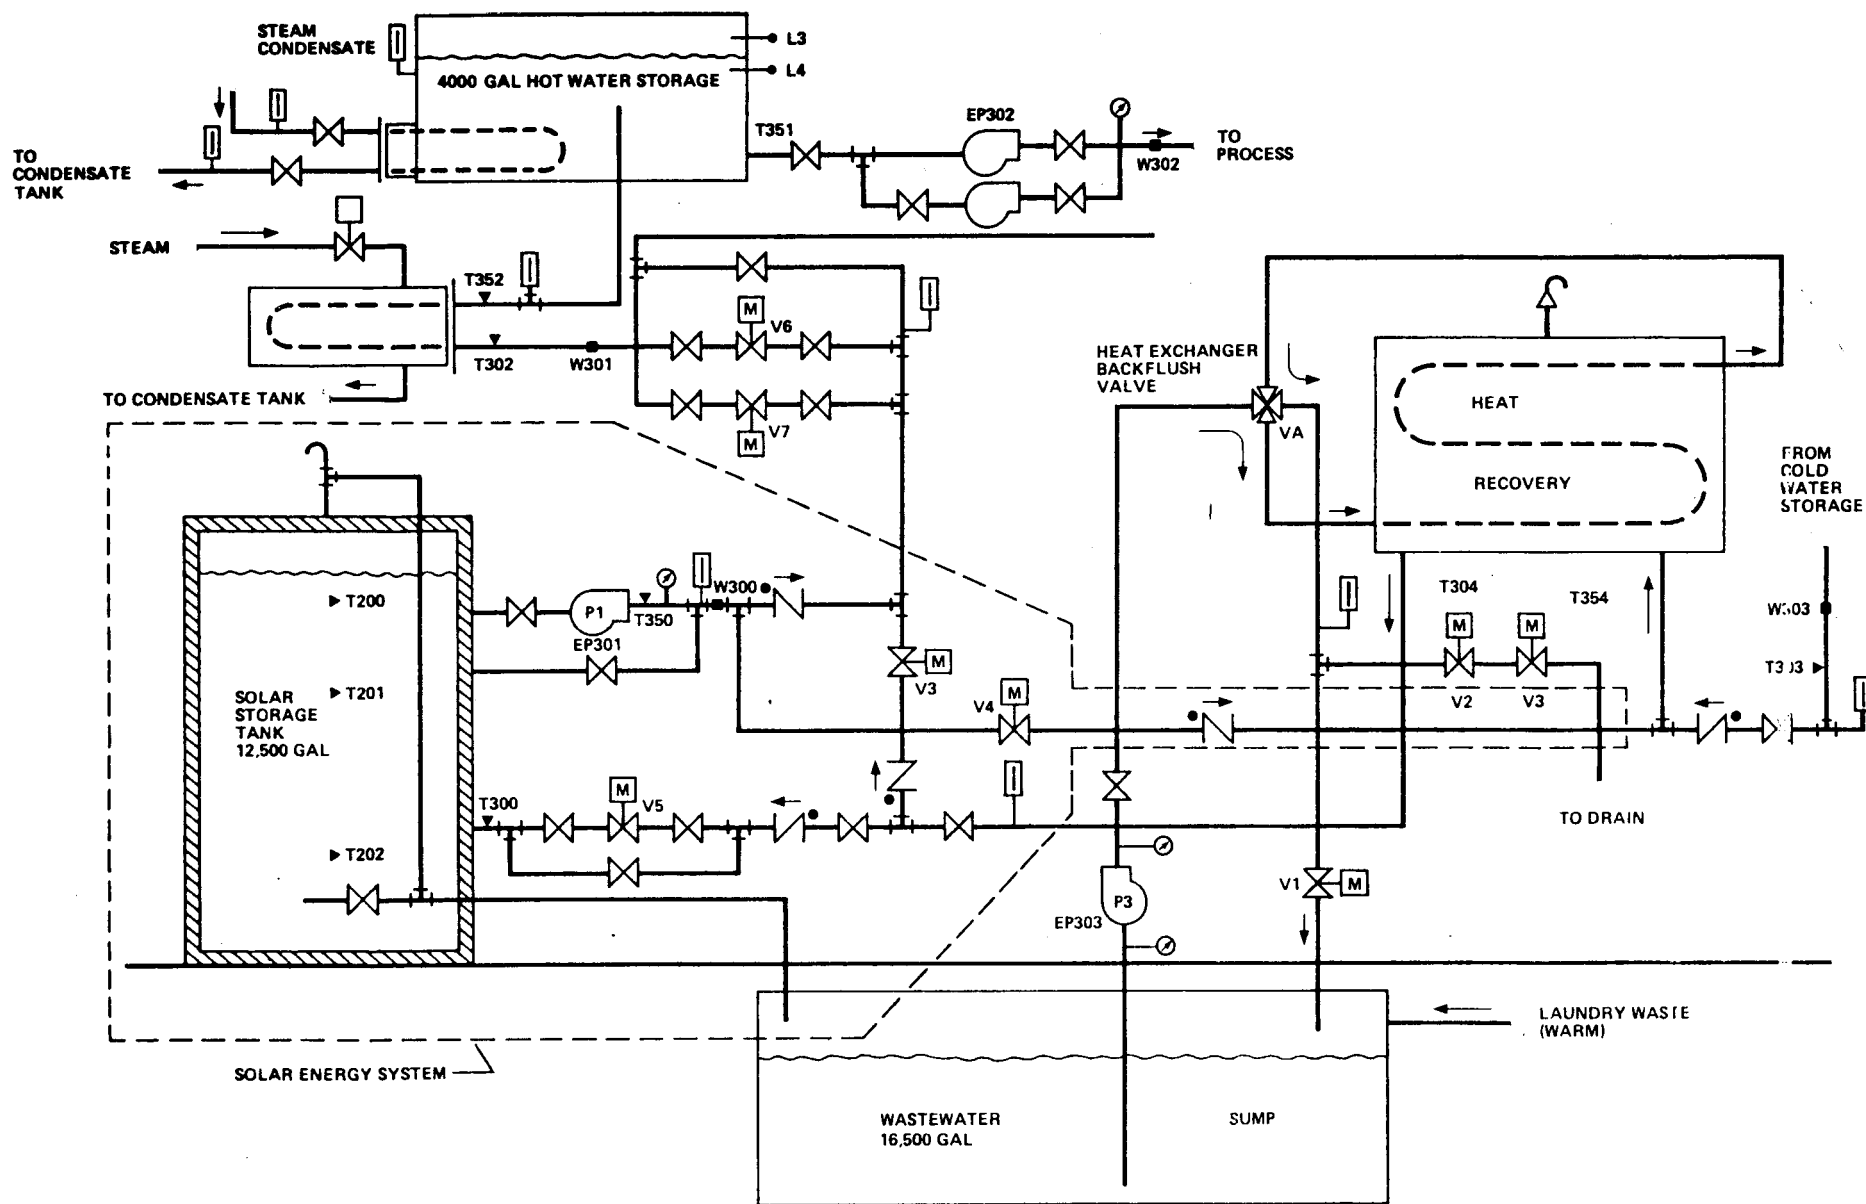 STEAM
CONDENSATE
L3
L4
4000 GAL HOT WATER STORAGE
EP302
T351
TO
PROCESS
W302
TO
CONDENSATE
TANK
STEAM
T352
T302
W301
M
V6
V7
M
TO CONDENSATE TANK
HEAT EXCHANGER
BACKFLUSH
VALVE
VA
HEAT
RECOVERY
FROM
COLD
WATER
STORAGE
T200
P1
T350
W300
EP301
T304
T354
M
M
V2
V3
T201
SOLAR
STORAGE
TANK
12,500 GAL
M
V3
V4
M
T300
M
V5
TO DRAIN
T202
V1
M
P3
EP303
LAUNDRY WASTE
(WARM)
SOLAR ENERGY SYSTEM
WASTEWATER
16,500 GAL
SUMP